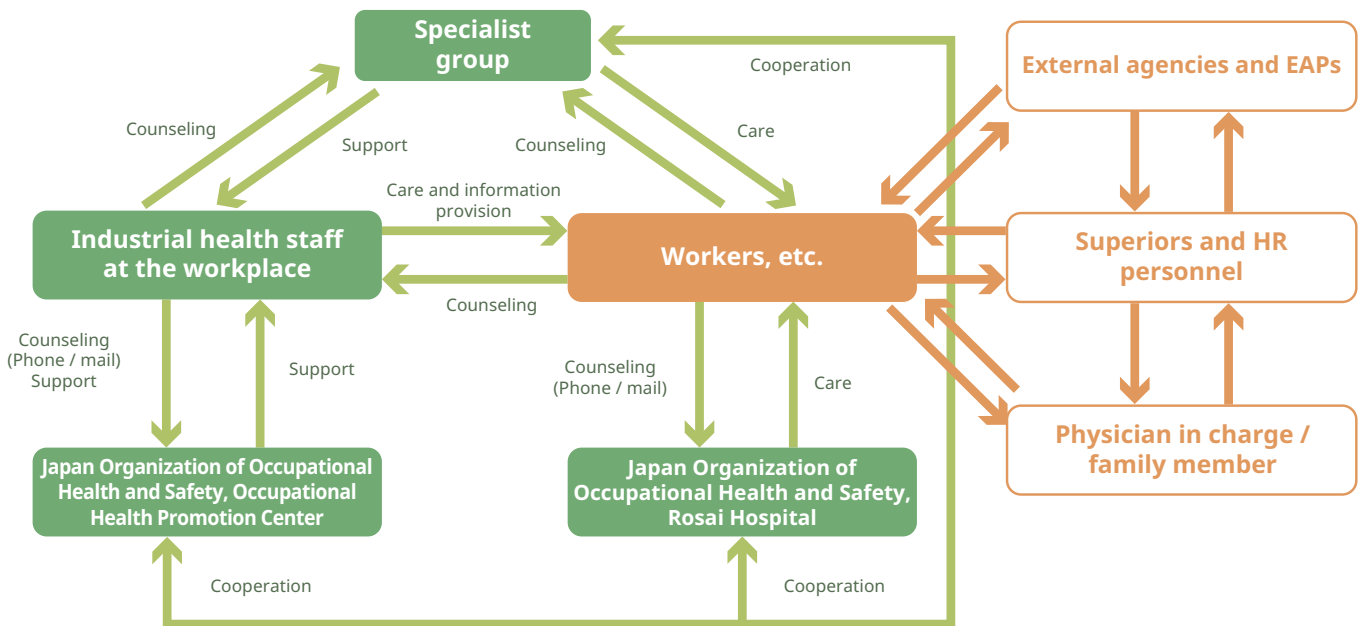 Specialist
group
Cooperation
External agencies and EAPs
Counseling
Support
Counseling
Care
Care and information
provision
Industrial health staff
at the workplace
Workers, etc.
Superiors and HR
personnel
Counseling
Counseling
(Phone / mail)
Support
Support
Counseling
(Phone / mail)
Care
Physician in charge /
family member
Japan Organization of Occupational
Health and Safety, Occupational
Health Promotion Center
Japan Organization of
Occupational Health and Safety,
Rosai Hospital
Cooperation
Cooperation